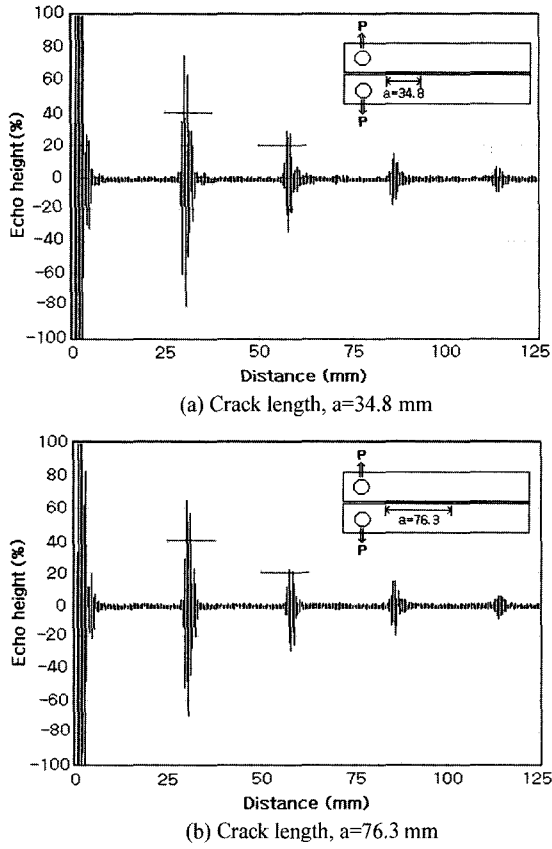 100
80
60
40
20
0
-20
-40
-60
-80
-100
Echo height (%)
P
a=34.8
P
0 25 50 75 100 125
Distance (mm)
(a) Crack length, a=34.8 mm
100
80
60
40
20
0
-20
-40
-60
-80
-100
Echo height (%)
P
a=76.3
P
0 25 50 75 100 125
Distance (mm)
(b) Crack length, a=76.3 mm